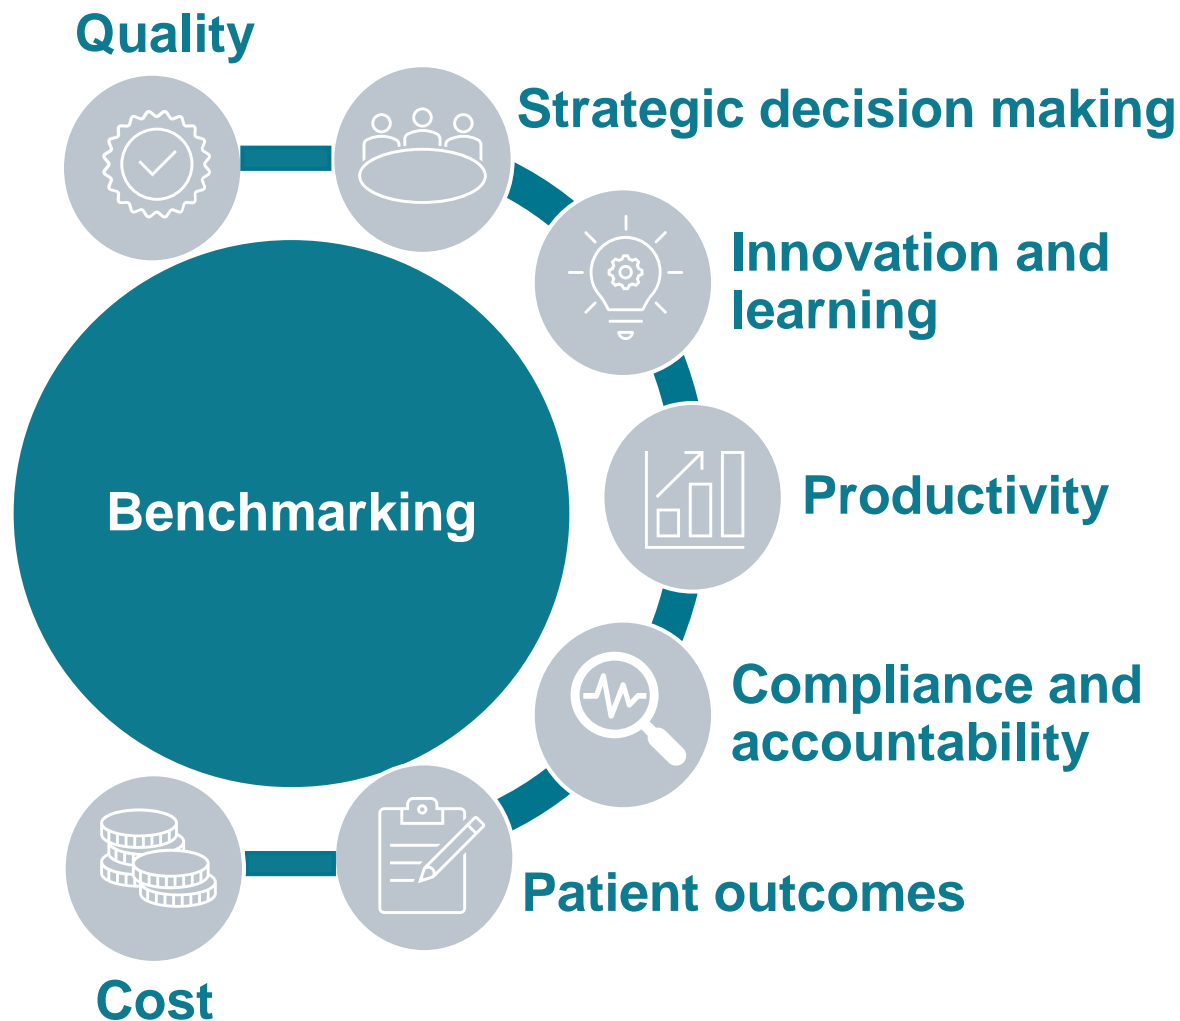 Quality
Strategic decision making
Innovation and
learning
Benchmarking
Productivity
Compliance and
accountability
Patient outcomes
Cost